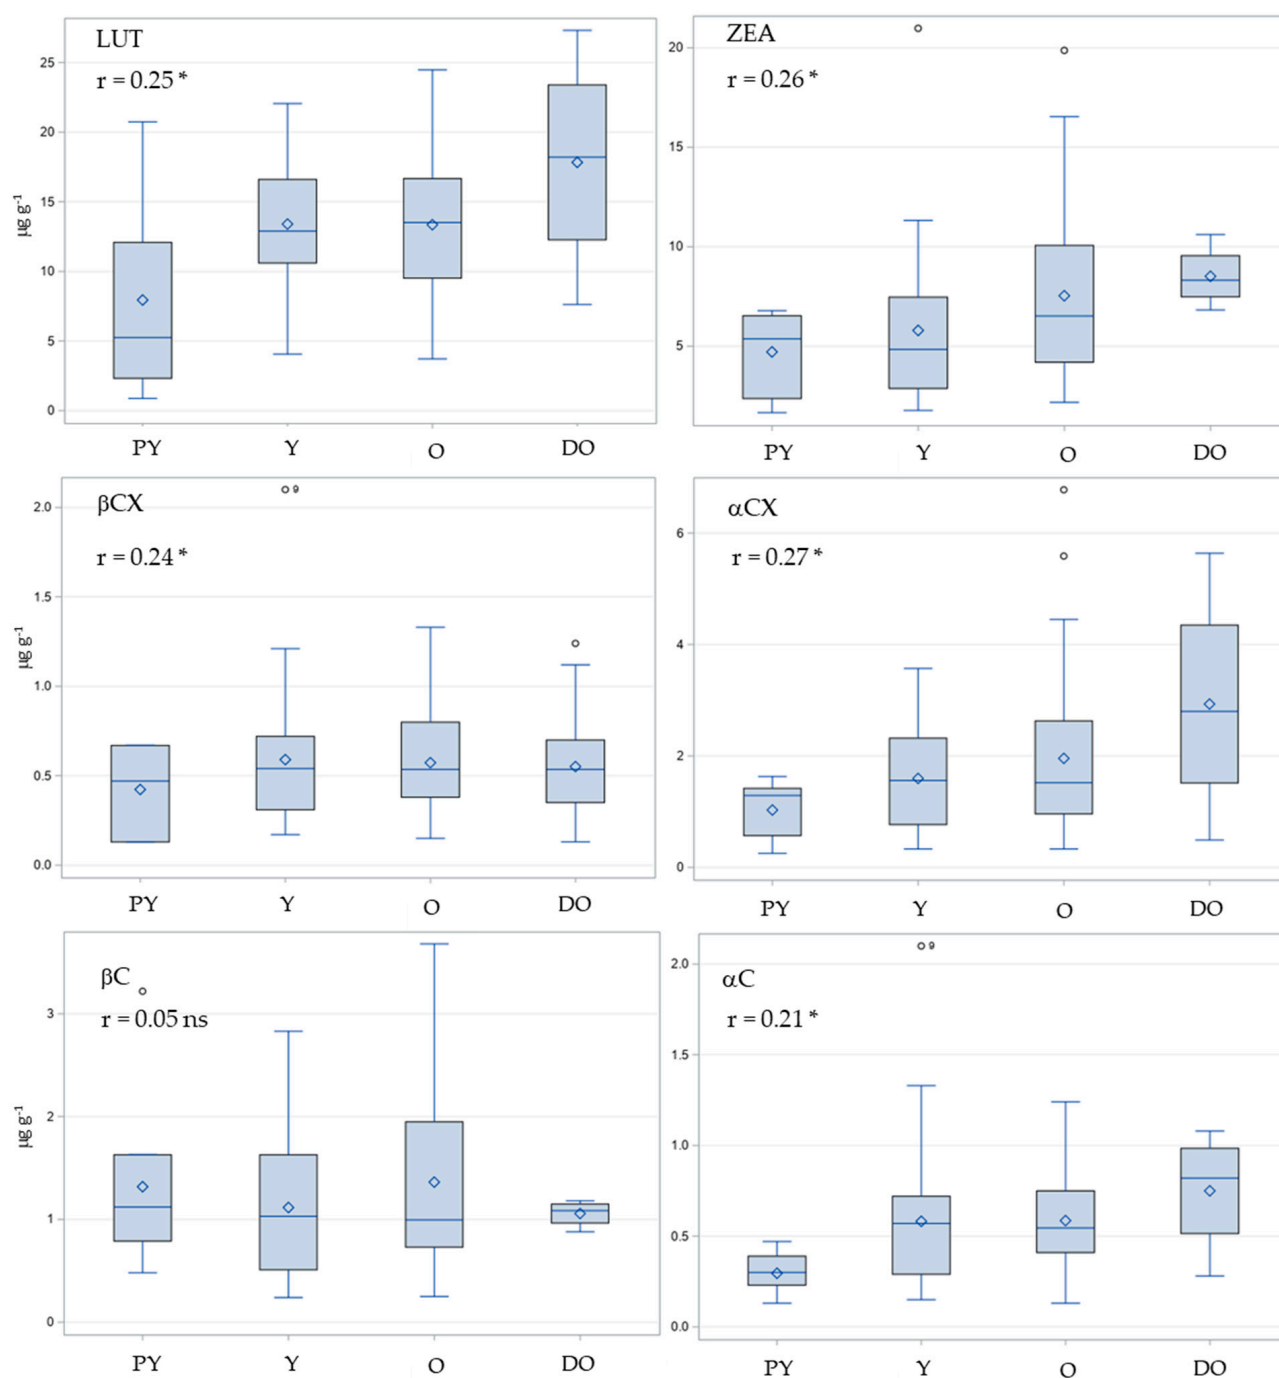 LUT
r = 0.25 *
25
20
15
10
5
0
µg g⁻¹
PY Y O DO
ZEA
r = 0.26 *
20
15
10
5
PY Y O DO
βCX
r = 0.24 *
2.0
1.5
1.0
0.5
0.0
µg g⁻¹
PY Y O DO
αCX
r = 0.27 *
6
4
2
0
PY Y O DO
βC
r = 0.05 ns
3
2
1
0
µg g⁻¹
PY Y O DO
αC
r = 0.21 *
2.0
1.5
1.0
0.5
0.0
PY Y O DO